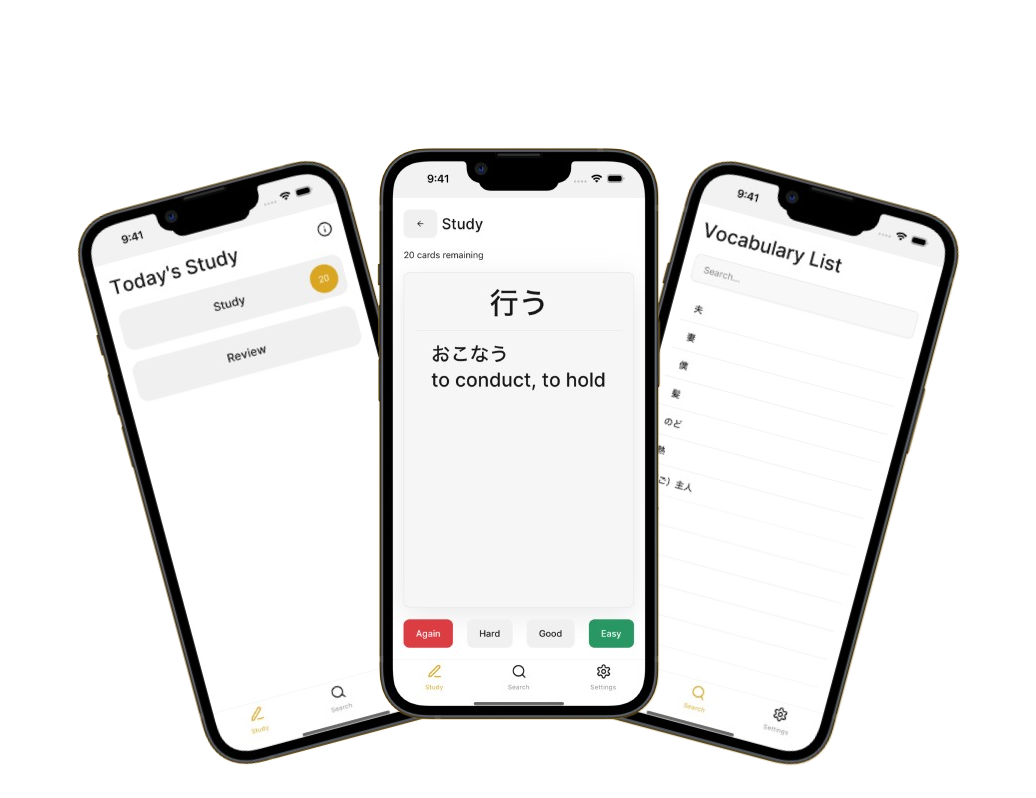 9:41
Today's Study
Study
20
Review
Study
Search
9:41
Study
20 cards remaining
行う
おこなう
to conduct, to hold
Again
Hard
Good
Easy
Study
Search
Settings
9:41
Vocabulary List
Search...
夫
妻
僕
髪
のど
熱
ご）主人
Search
Settings